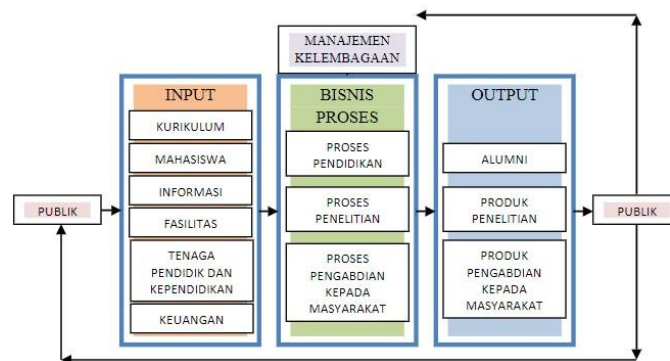 MANAJEMEN
KELEMBAGAAN
PUBLIK
INPUT
KURIKULUM
MAHASISWA
INFORMASI
FASILITAS
TENAGA
PENDIDIK DAN
KEPENDIDIKAN
KEUANGAN
BISNIS
PROSES
PROSES
PENDIDIKAN
PROSES
PENELITIAN
PROSES
PENGABDIAN
KEPADA
MASYARAKAT
OUTPUT
ALUMNI
PRODUK
PENELITIAN
PRODUK
PENGABDIAN
KEPADA
MASYARAKAT
PUBLIK